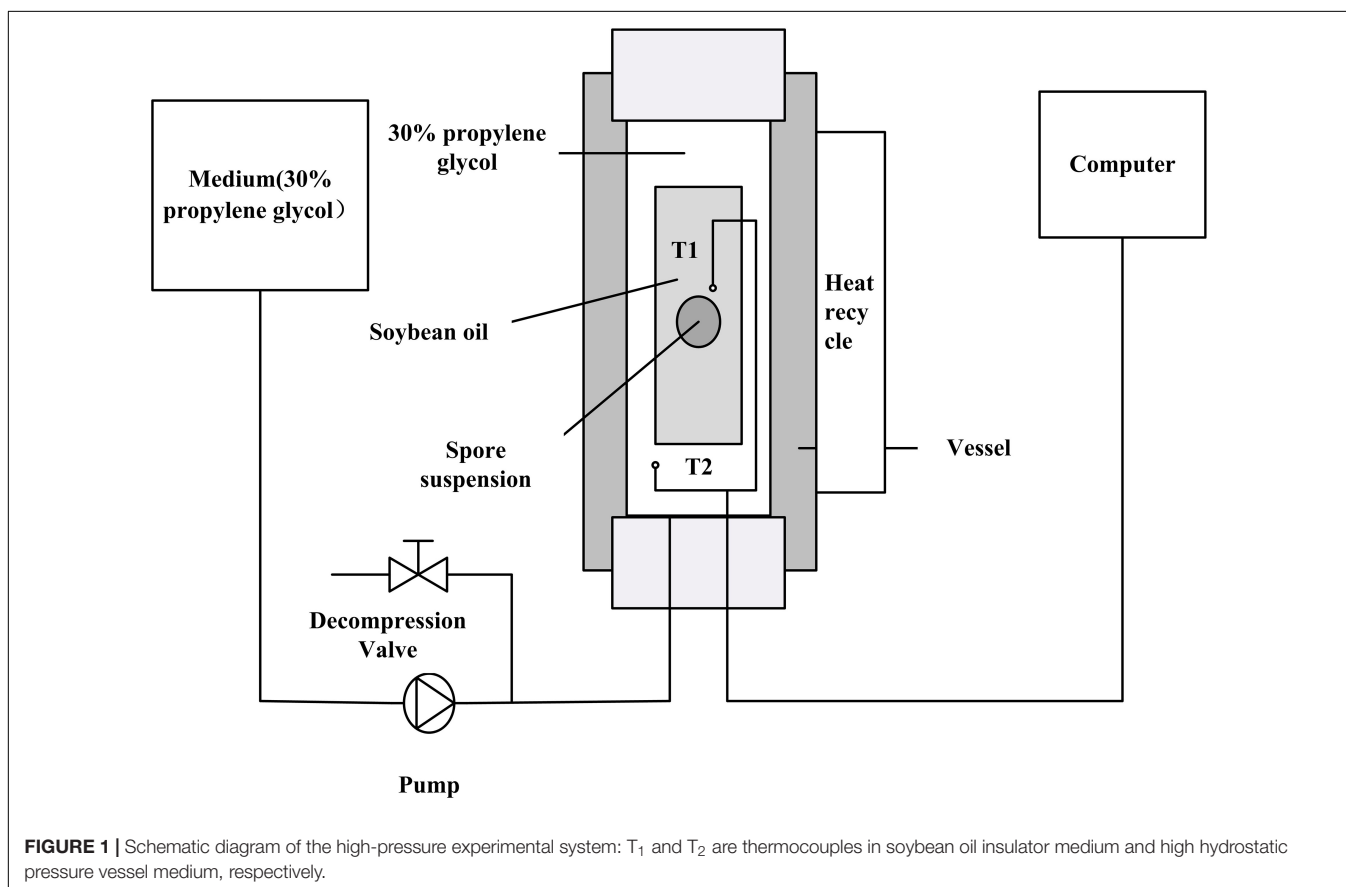 30% propylene
glycol
Medium(30%
propylene glycol）
Computer
T1
Heat
recy
cle
Soybean oil
Spore
suspension
T2
Vessel
Decompression
Valve
Pump
FIGURE 1 | Schematic diagram of the high-pressure experimental system: T1 and T2 are thermocouples in soybean oil insulator medium and high hydrostatic
pressure vessel medium, respectively.